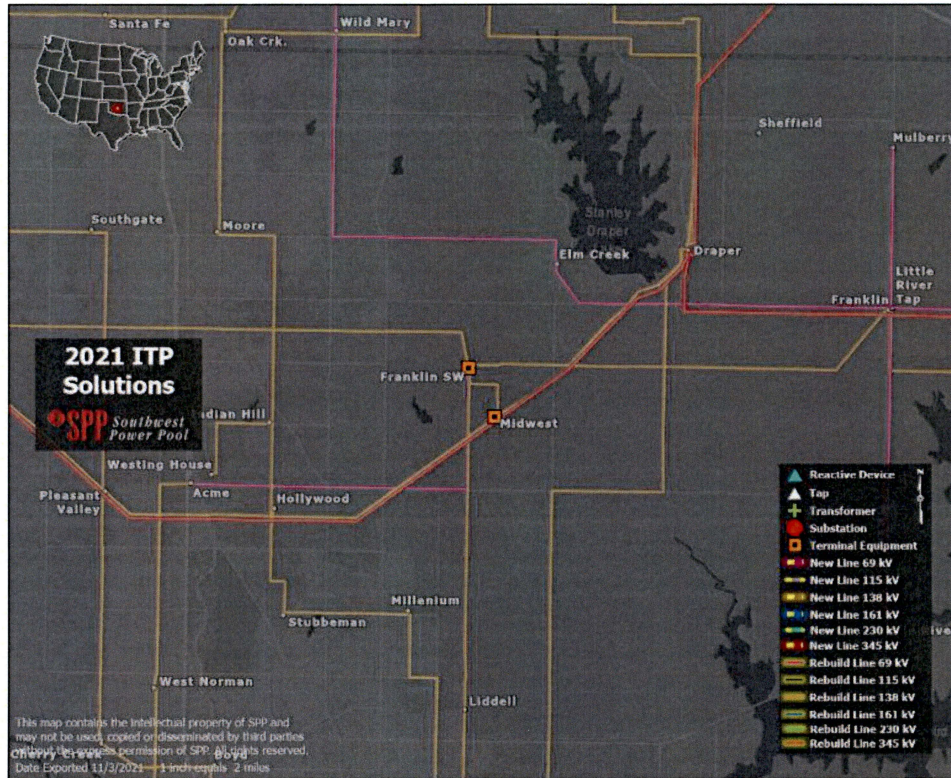 Santa Fe
Wild Mary
Oak Crk.
Sheffield
Mulberry
Southgate
Moore
Stanley
Draper
Elm Creek
Draper
Little
River
Tap
Franklin
2021 ITP
Solutions
SPP Southwest
Power Pool
Franklin SW
Midwest
dian Hill
Westing House
Acme
Hollywood
Pleasant
Valley
Millenium
Stubbeman
West Norman
Liddell
N
Reactive Device
Tap
Transformer
Substation
Terminal Equipment
New Line 69 kV
New Line 115 kV
New Line 138 kV
New Line 161 kV
New Line 230 kV
New Line 345 kV
Rebuild Line 69 kV
Rebuild Line 115 kV
Rebuild Line 138 kV
Rebuild Line 161 kV
Rebuild Line 230 kV
Rebuild Line 345 kV
This map contains the intellectual property of SPP and
may not be used, copied or disseminated by third parties
without the express permission of SPP. All rights reserved.
Cherry Creek
Boyd
Date Exported 11/3/2021 1 inch equals 2 miles